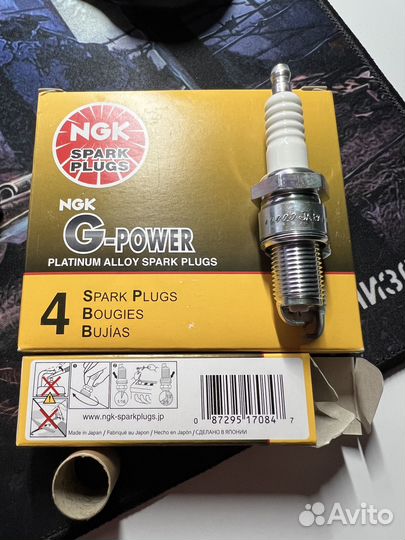 NGK
SPARK
PLUGS
NGK
G-POWER
PLATINUM ALLOY SPARK PLUGS
4
SPARK PLUGS
BOUGIES
BUJÍAS
www.ngk-sparkplugs.jp
Made in Japan / Fabriqué au Japon / Hecho en Japón / СДЕЛАНО В ЯПОНИИ
0 87295 17084 7
Avito